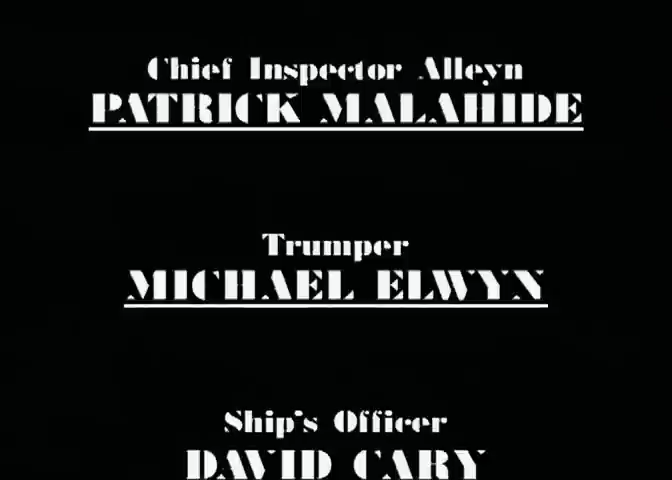 Chief Inspector Alleyn
PATRICK MALAHIDE
Trumper
MICHAEL ELWYN
Ship's Officer
DAVID CARY